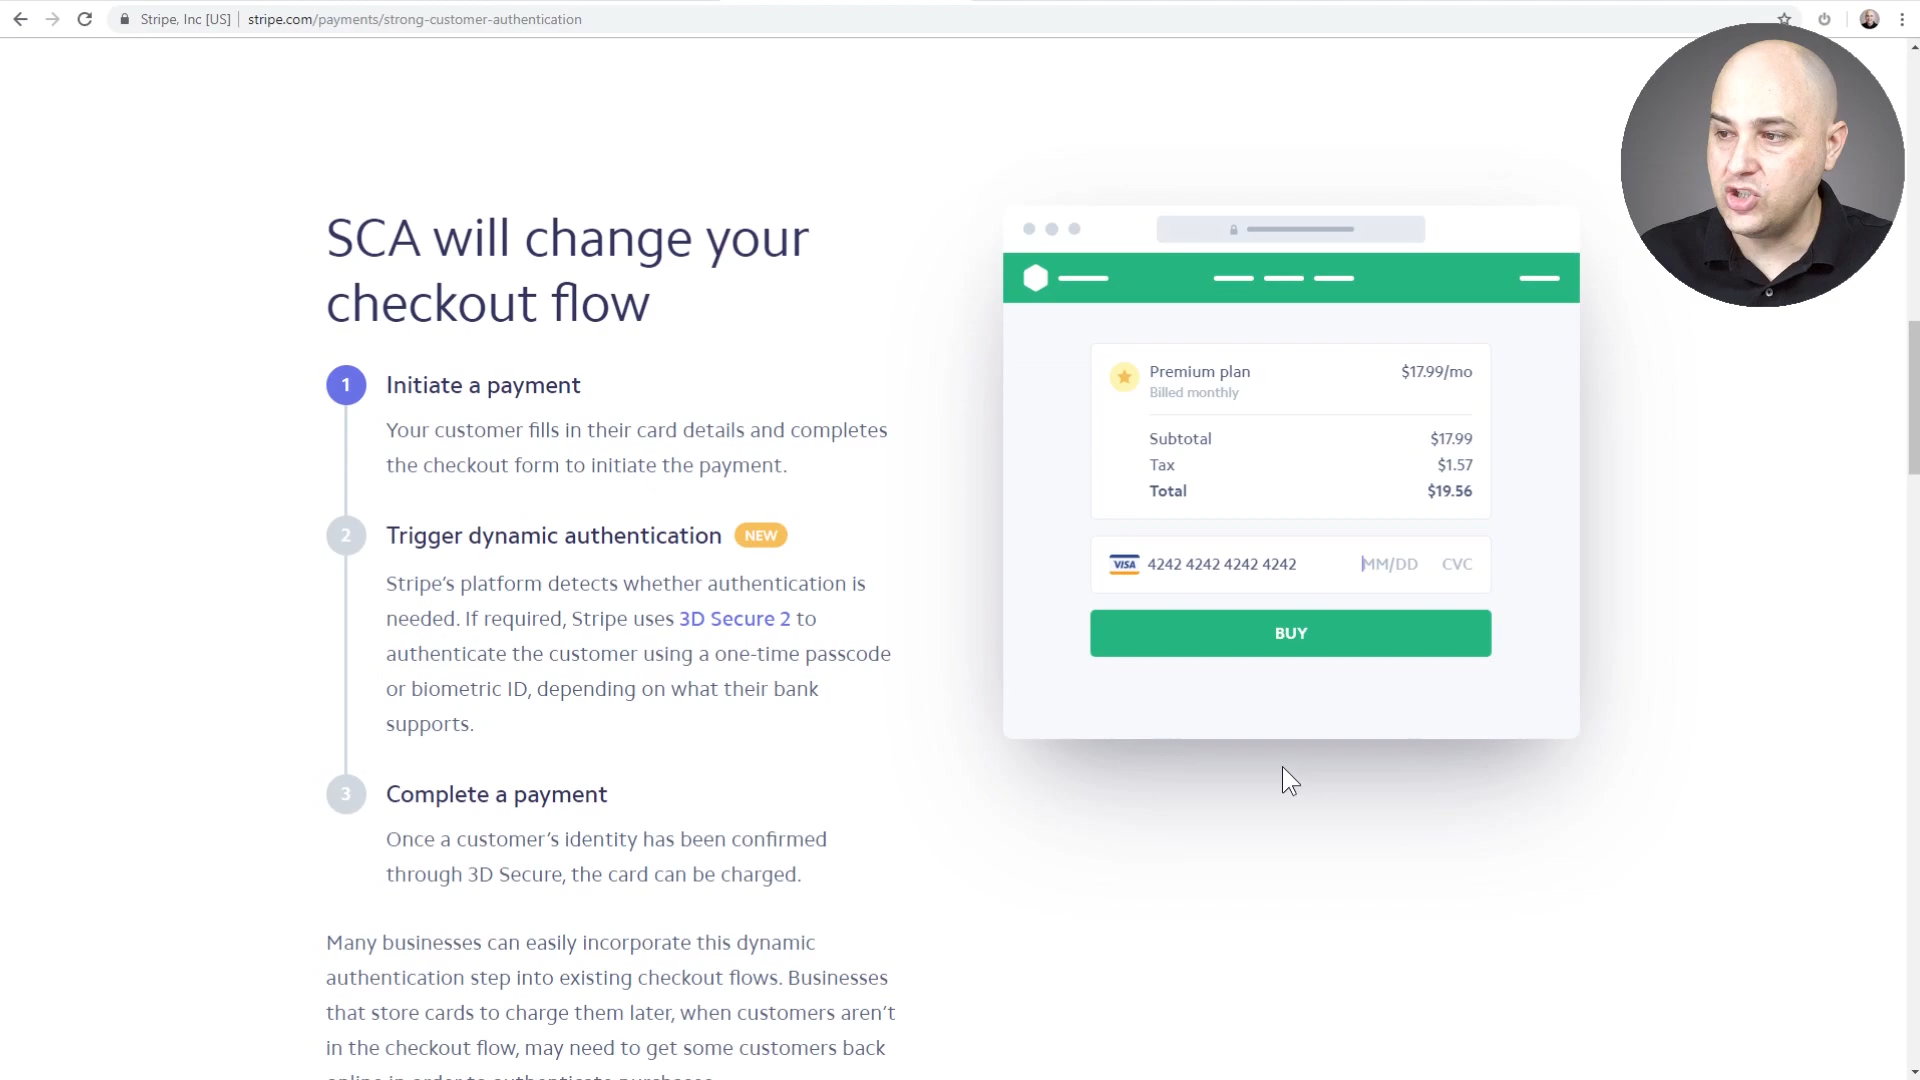 Stripe, Inc [US] | stripe.com/payments/strong-customer-authentication
SCA will change your
checkout flow
1 Initiate a payment
Your customer fills in their card details and completes
the checkout form to initiate the payment.
2 Trigger dynamic authentication NEW
Stripe’s platform detects whether authentication is
needed. If required, Stripe uses 3D Secure 2 to
authenticate the customer using a one-time passcode
or biometric ID, depending on what their bank
supports.
3 Complete a payment
Once a customer’s identity has been confirmed
through 3D Secure, the card can be charged.
Many businesses can easily incorporate this dynamic
authentication step into existing checkout flows. Businesses
that store cards to charge them later, when customers aren’t
in the checkout flow, may need to get some customers back
online in order to authenticate purchases.
Premium plan $17.99/mo
Billed monthly
Subtotal $17.99
Tax $1.57
Total $19.56
VISA 4242 4242 4242 4242 MM/DD CVC
BUY